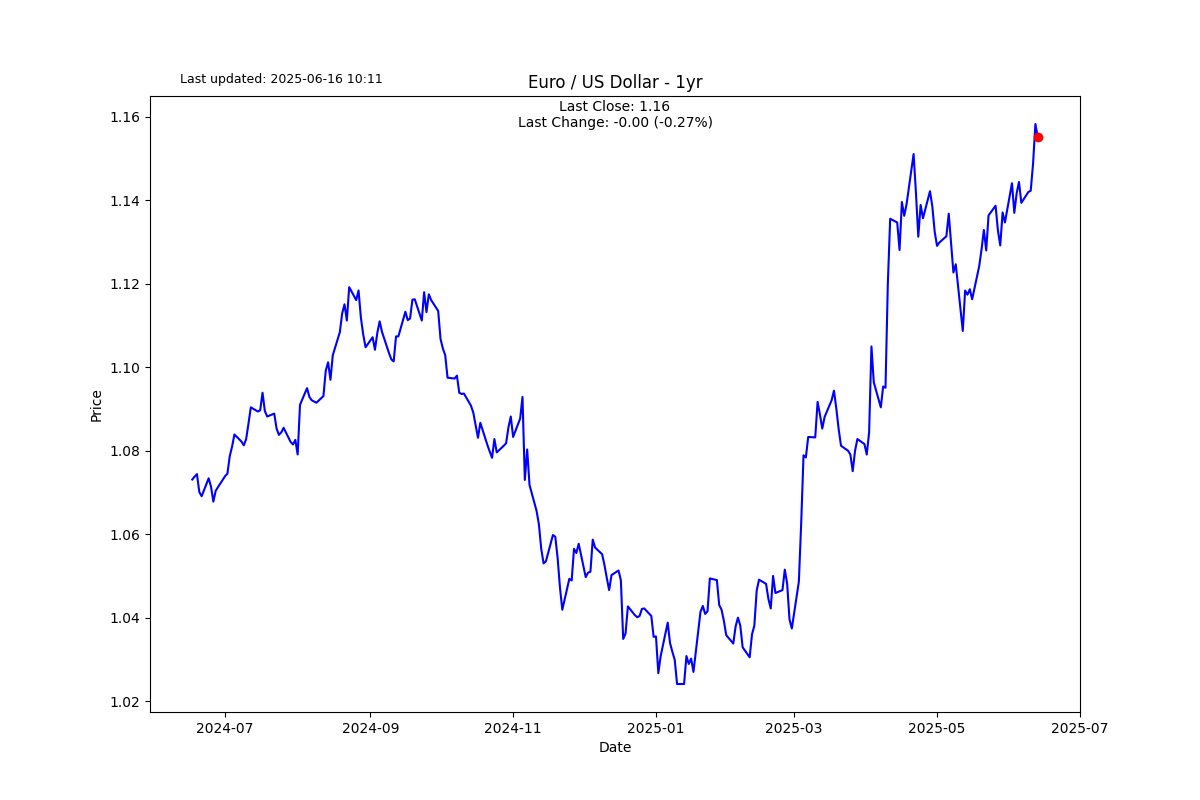 Last updated: 2025-06-16 10:11
Euro / US Dollar - 1yr
Last Close: 1.16
Last Change: -0.00 (-0.27%)
1.16
1.14
1.12
1.10
1.08
1.06
1.04
1.02
Price
2024-07 2024-09 2024-11 2025-01 2025-03 2025-05 2025-07
Date